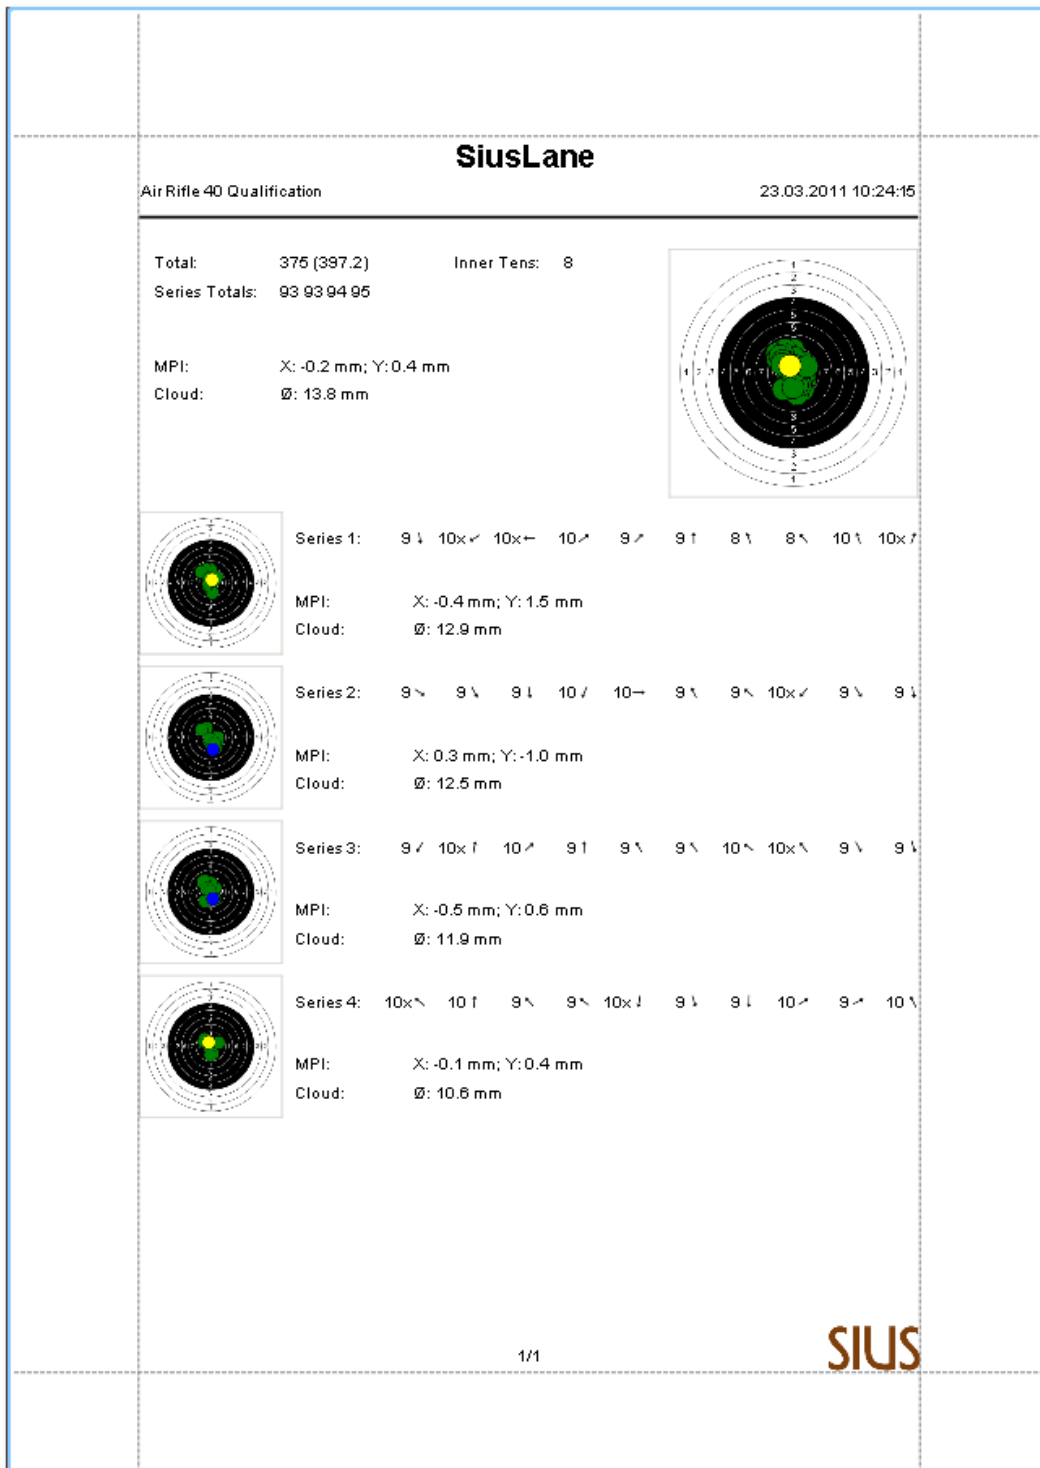 SiusLane
Air Rifle 40 Qualification 23.03.2011 10:24:15
Total: 375 (397.2) Inner Tens: 8
Series Totals: 93 93 94 95
MPI: X: -0.2 mm; Y: 0.4 mm
Cloud: Ø: 13.8 mm
Series 1: 9 10x 10x 10 9 9 8 8 10 10x
MPI: X: -0.4 mm; Y: 1.5 mm
Cloud: Ø: 12.9 mm
Series 2: 9 9 9 10 10 9 9 10x 9 9
MPI: X: 0.3 mm; Y: -1.0 mm
Cloud: Ø: 12.5 mm
Series 3: 9 10x 10 9 9 9 10 10x 9 9
MPI: X: -0.5 mm; Y: 0.6 mm
Cloud: Ø: 11.9 mm
Series 4: 10x 10 9 9 10x 9 9 10 9 10
MPI: X: -0.1 mm; Y: 0.4 mm
Cloud: Ø: 10.6 mm
1/1
SIUS